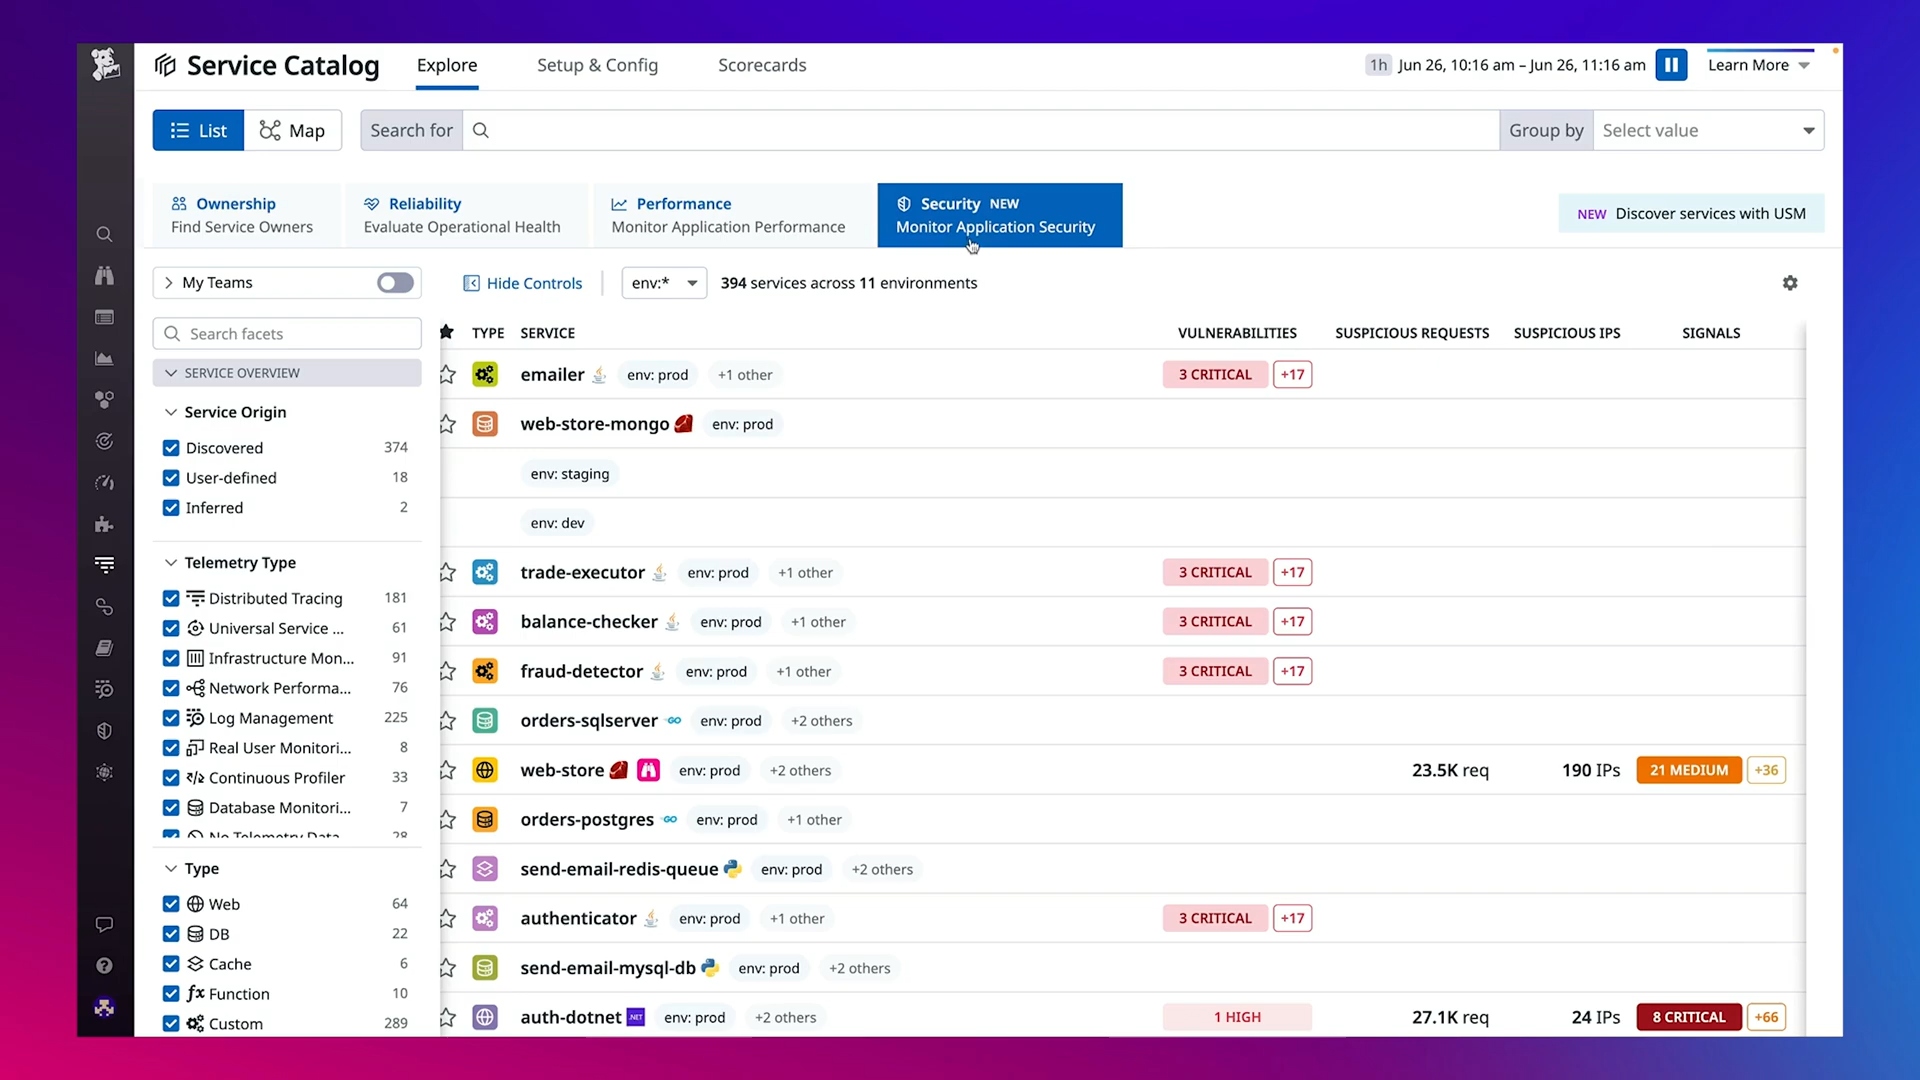 Service Catalog
Explore
Setup & Config
Scorecards
1h Jun 26, 10:16 am – Jun 26, 11:16 am
Learn More
List
Map
Search for
Group by
Select value
Ownership
Find Service Owners
Reliability
Evaluate Operational Health
Performance
Monitor Application Performance
Security NEW
Monitor Application Security
NEW Discover services with USM
My Teams
Hide Controls
env:*
394 services across 11 environments
Search facets
SERVICE OVERVIEW
Service Origin
Discovered 374
User-defined 18
Inferred 2
Telemetry Type
Distributed Tracing 181
Universal Service ... 61
Infrastructure Mon... 91
Network Performa... 76
Log Management 225
Real User Monitori... 8
Continuous Profiler 33
Database Monitori... 7
No Telemetry Data 28
Type
Web 64
DB 22
Cache 6
fx Function 10
Custom 289
TYPE SERVICE VULNERABILITIES SUSPICIOUS REQUESTS SUSPICIOUS IPS SIGNALS
emailer env: prod +1 other 3 CRITICAL +17
web-store-mongo env: prod
env: staging
env: dev
trade-executor env: prod +1 other 3 CRITICAL +17
balance-checker env: prod +1 other 3 CRITICAL +17
fraud-detector env: prod +1 other 3 CRITICAL +17
orders-sqlserver env: prod +2 others
web-store env: prod +2 others 23.5K req 190 IPs 21 MEDIUM +36
orders-postgres env: prod +1 other
send-email-redis-queue env: prod +2 others
authenticator env: prod +1 other 3 CRITICAL +17
send-email-mysql-db env: prod +2 others
auth-dotnet .NET env: prod +2 others 1 HIGH 27.1K req 24 IPs 8 CRITICAL +66